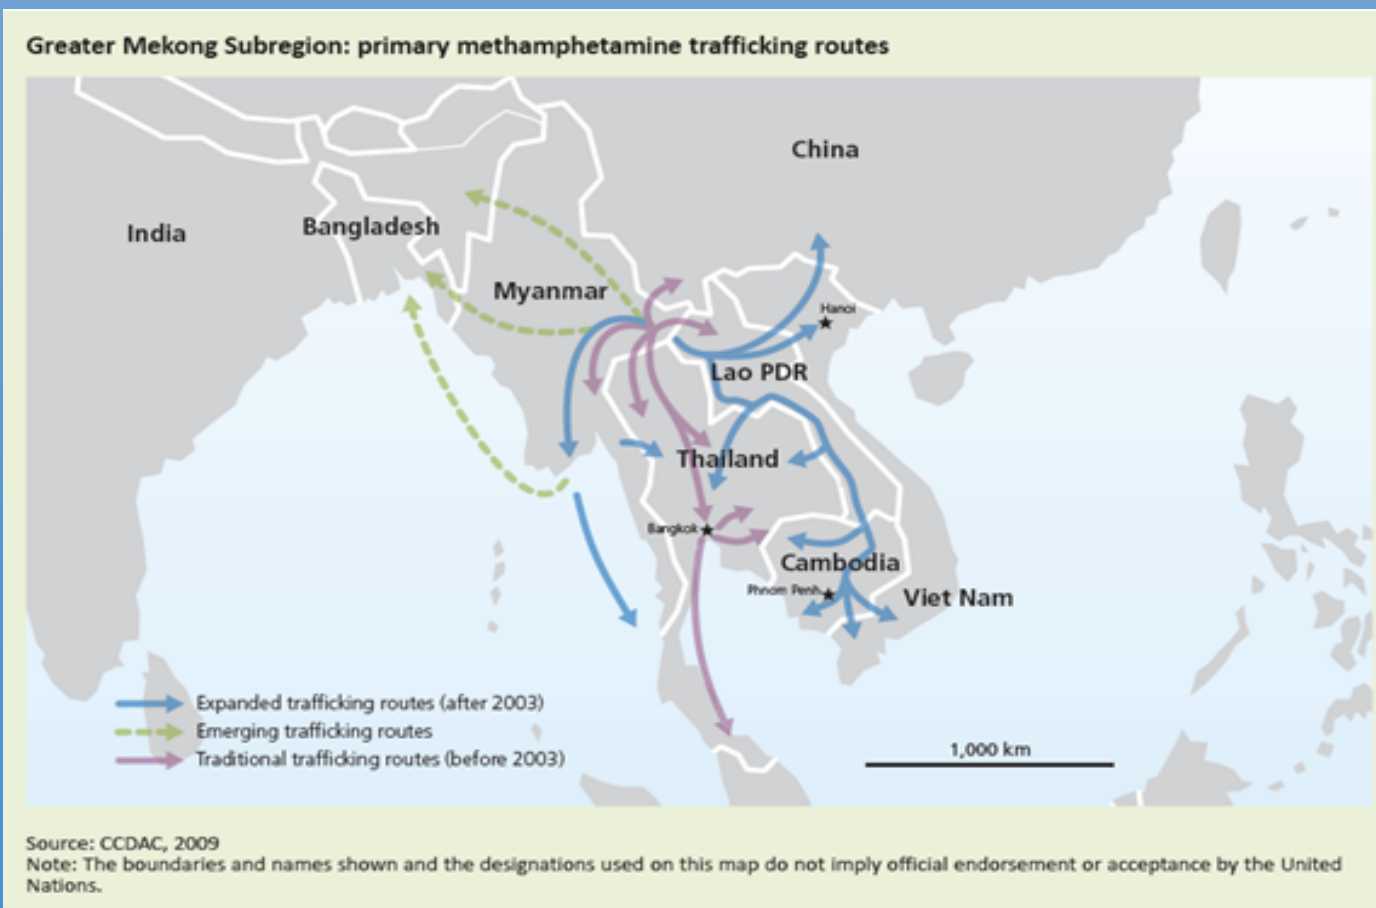 Greater Mekong Subregion: primary methamphetamine trafficking routes
China
India
Bangladesh
Myanmar
Hanoi
Lao PDR
Thailand
Bangkok
Cambodia
Phnom Penh
Viet Nam
Expanded trafficking routes (after 2003)
Emerging trafficking routes
Traditional trafficking routes (before 2003)
1,000 km
Source: CCDAC, 2009
Note: The boundaries and names shown and the designations used on this map do not imply official endorsement or acceptance by the United
Nations.